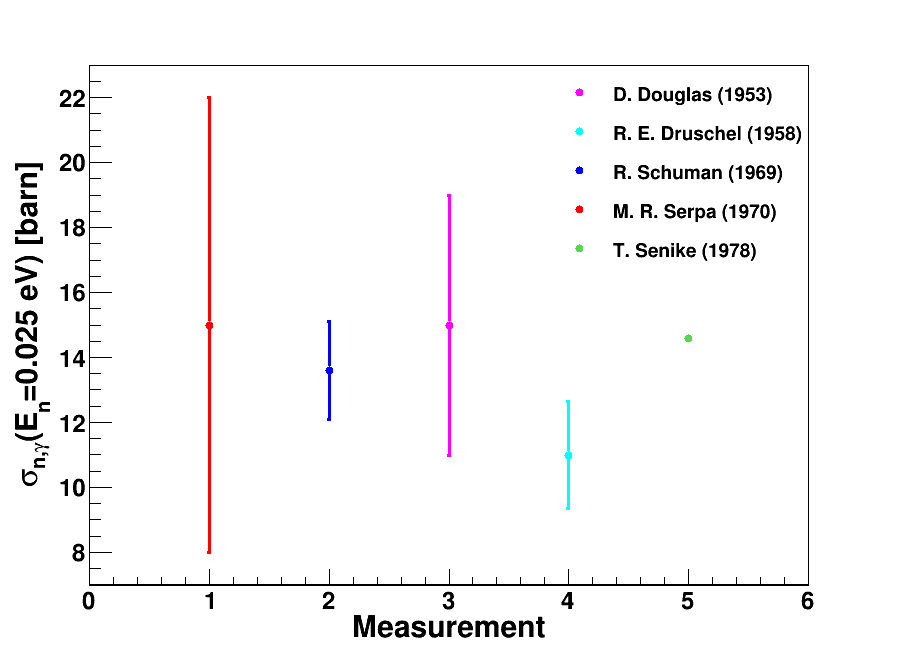 D. Douglas (1953)
R. E. Druschel (1958)
R. Schuman (1969)
M. R. Serpa (1970)
T. Senike (1978)
σn,γ(En=0.025 eV) [barn]
22
20
18
16
14
12
10
8
0 1 2 3 4 5 6
Measurement